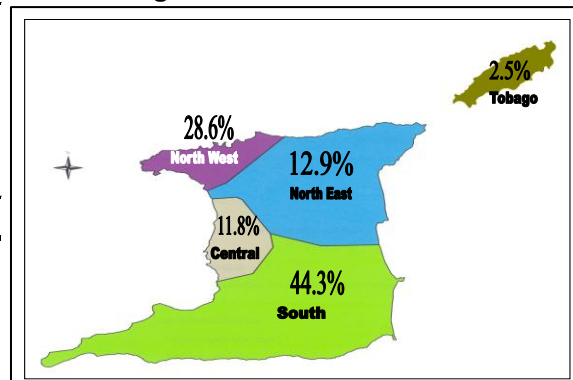 2.5%
Tobago
28.6%
North West
12.9%
North East
11.8%
Central
44.3%
South